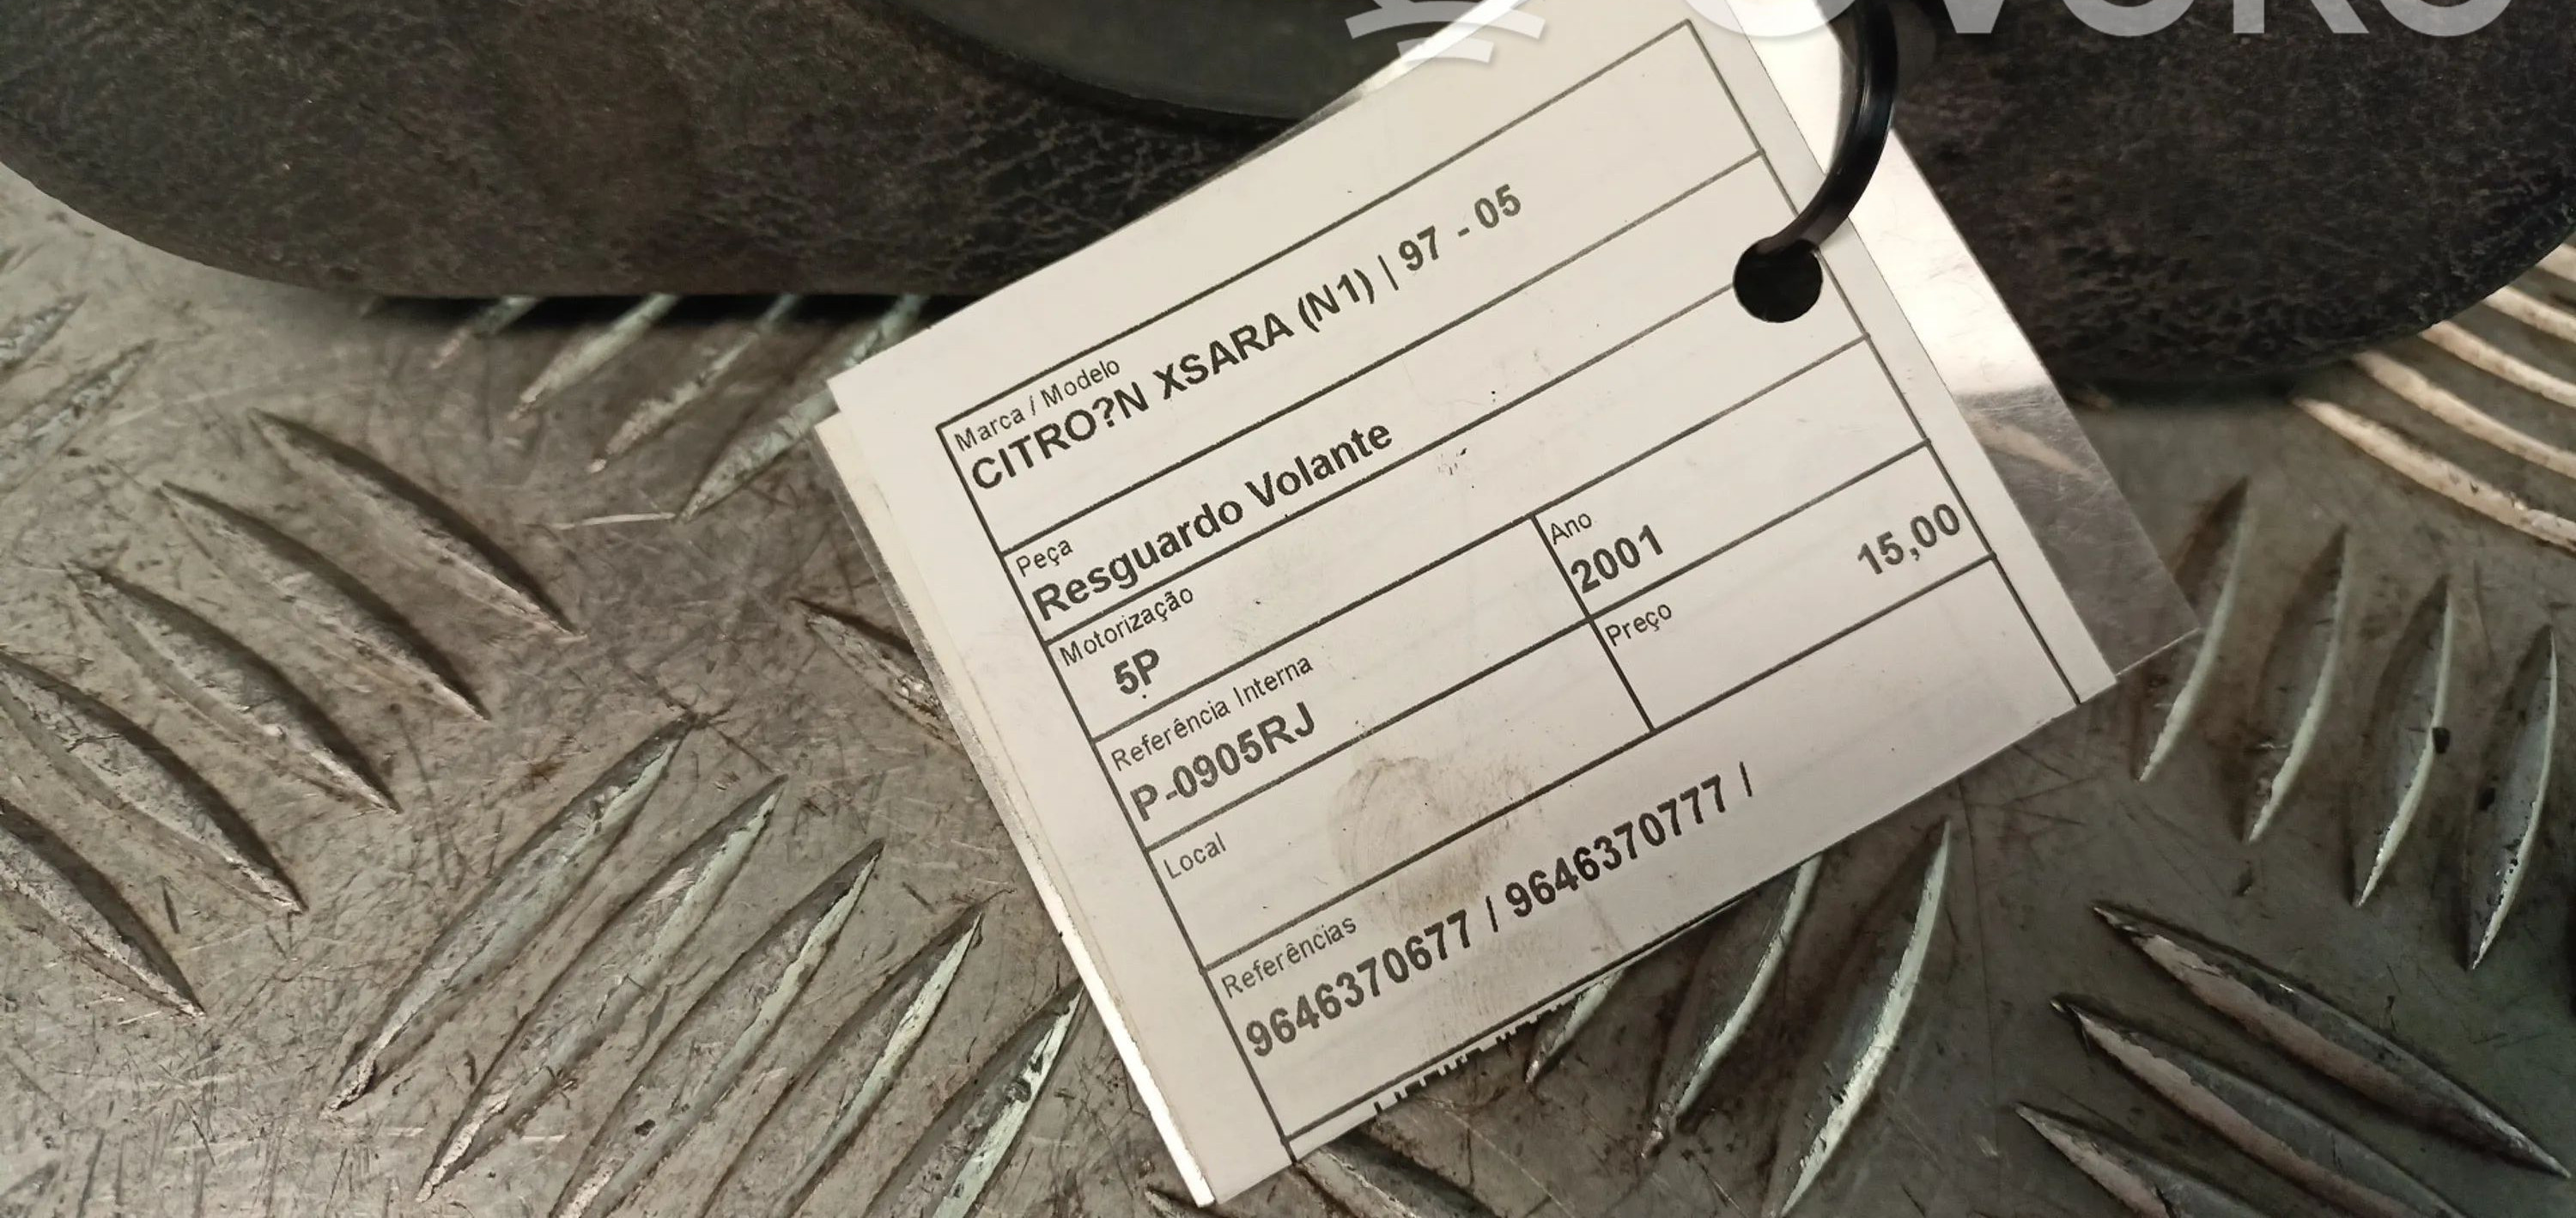 Marca / Modelo
CITRO?N XSARA (N1) | 97 - 05
Peça
Resguardo Volante
Motorização
5P
Ano
2001
Referência Interna
P-0905RJ
Preço
15,00
Local
Referências
9646370677 / 9646370777 /